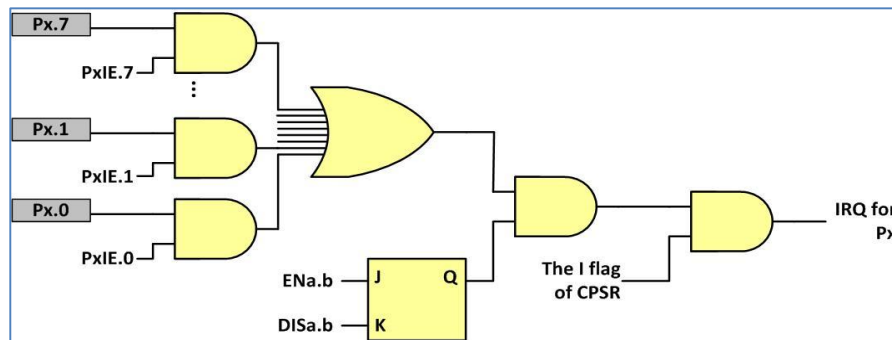 Px.7
PxIE.7
...
Px.1
PxIE.1
Px.0
PxIE.0
ENa.b
J
Q
DISa.b
K
The I flag
of CPSR
IRQ for
Px